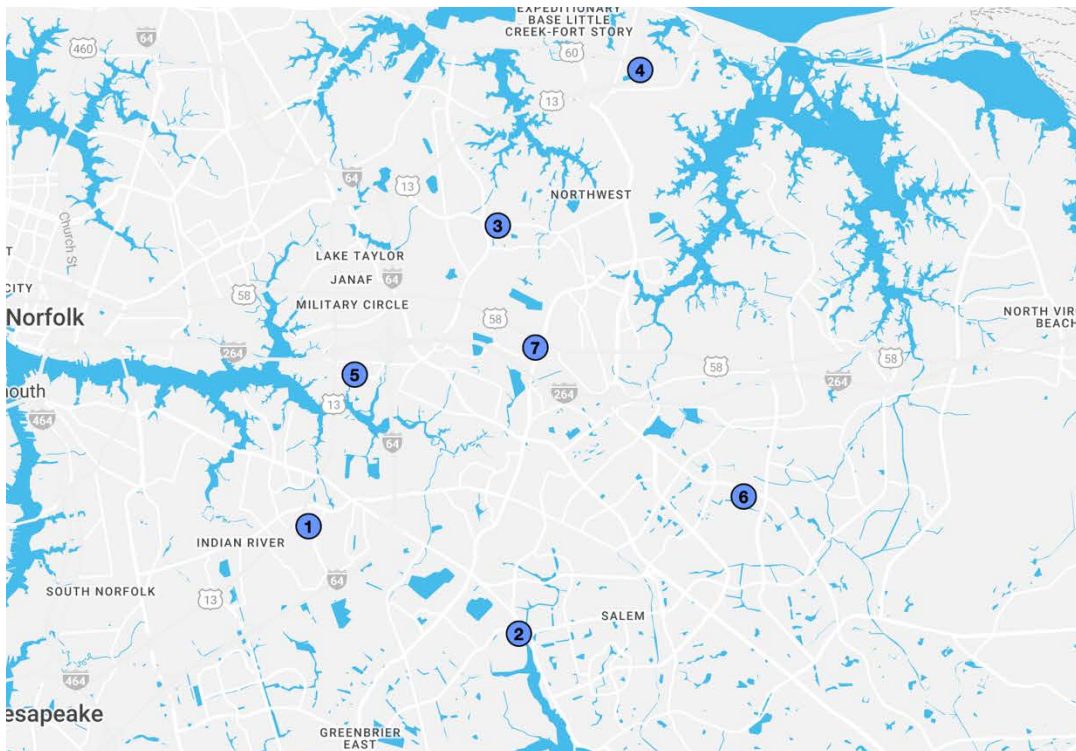 EXPEDITIONARY
BASE LITTLE
CREEK-FORT STORY
460
64
60
4
13
64
13
NORTHWEST
Church St
3
LAKE TAYLOR
JANAF
64
T
CITY
58
MILITARY CIRCLE
Norfolk
58
NORTH VIR
BEACH
7
264
58
58
5
264
264
mouth
13
464
64
6
1
INDIAN RIVER
64
SOUTH NORFOLK
13
SALEM
2
464
esapeake
GREENBRIER
EAST